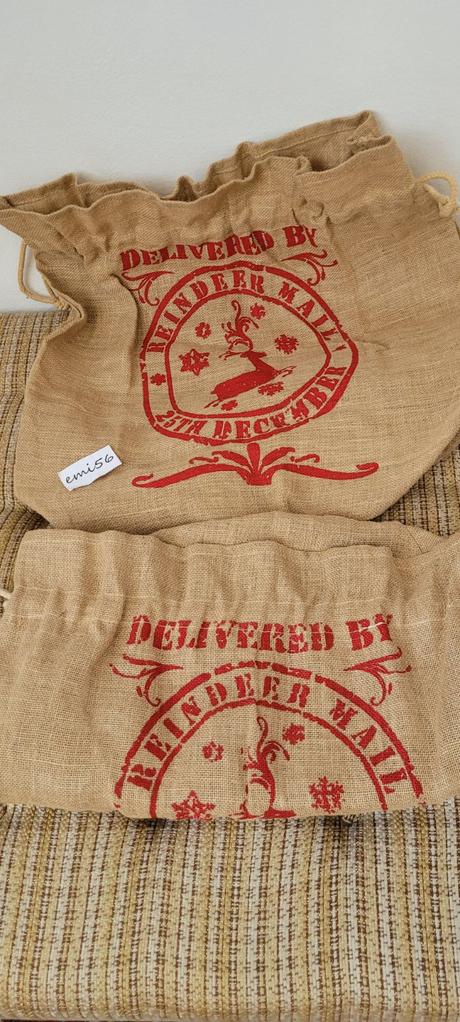 DELIVERED BY
REINDEER MAIL
25TH DECEMBER
emi56
DELIVERED BY
REINDEER MAIL